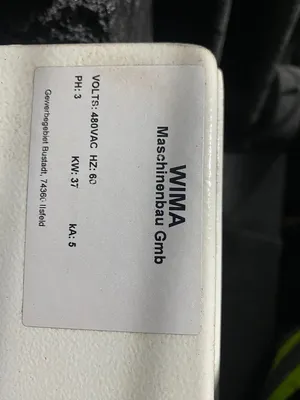 WIMA
Maschinenbau Gmb
VOLTS: 480VAC HZ: 60
PH: 3 KW: 37 kA: 5
Gewerbegebiet Bustadt, 74360 Ilsfeld